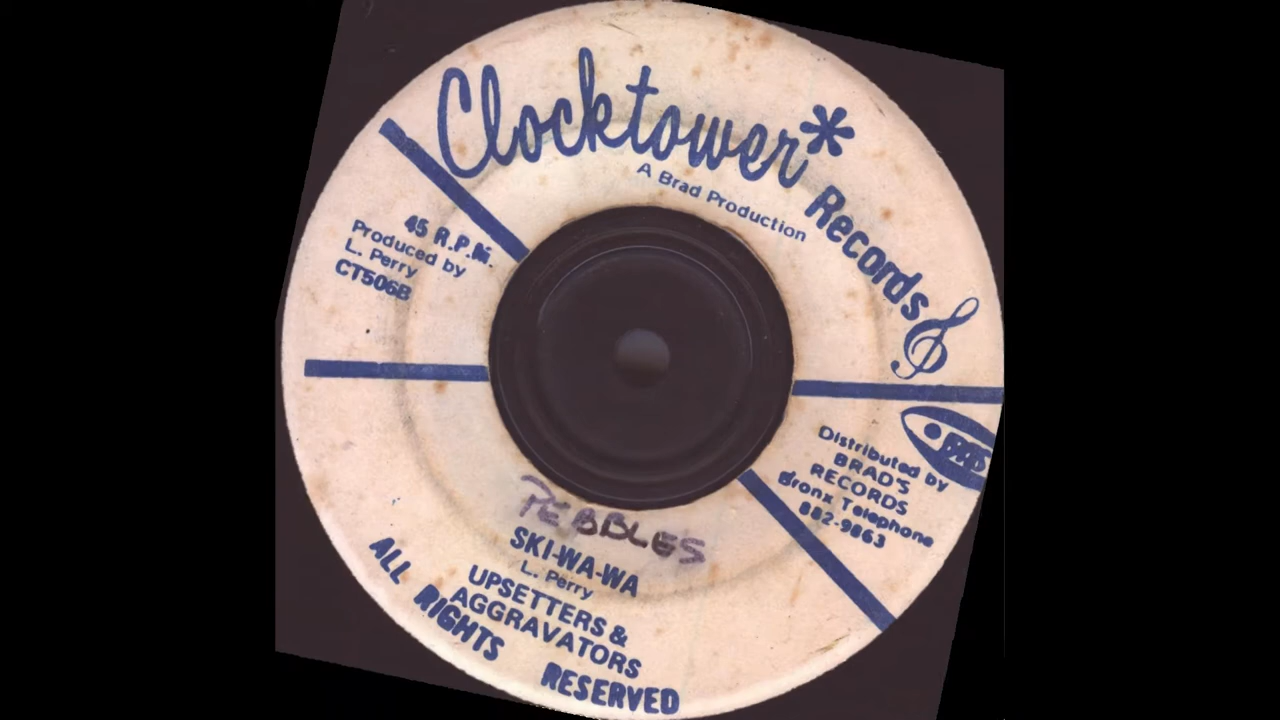 Clocktower*
Records
A Brad Production
45 R.P.M.
Produced by
L. Perry
CT506B
Distributed by
BRAD'S
RECORDS
Bronx Telephone
882-9863
PEBBLES
SKI-WA-WA
L. Perry
UPSETTERS &
AGGRAVATORS
ALL RIGHTS RESERVED